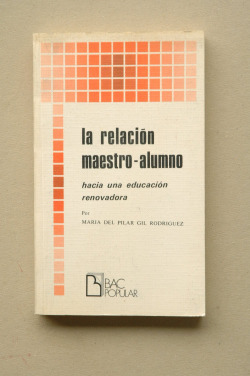 la relación
maestro-alumno
hacia una educación
renovadora
Por
MARIA DEL PILAR GIL RODRIGUEZ
BAC
POPULAR